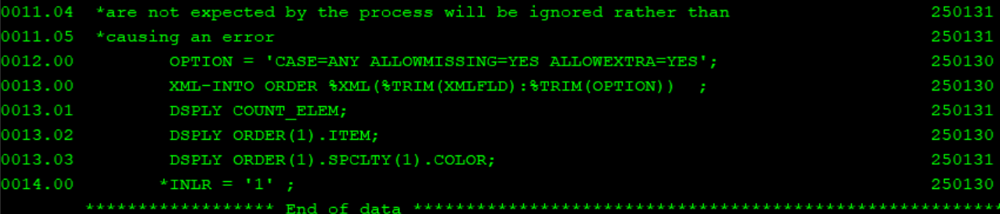 0011.04 *are not expected by the process will be ignored rather than 250131
0011.05 *causing an error 250131
0012.00 OPTION = 'CASE=ANY ALLOWMISSING=YES ALLOWEXTRA=YES'; 250130
0013.00 XML-INTO ORDER %XML(%TRIM(XMLFLD):%TRIM(OPTION)) ; 250130
0013.01 DSPLY COUNT_ELEM; 250131
0013.02 DSPLY ORDER(1).ITEM; 250130
0013.03 DSPLY ORDER(1).SPCLTY(1).COLOR; 250131
0014.00 *INLR = '1' ; 250130
****************** End of data ********************************************************